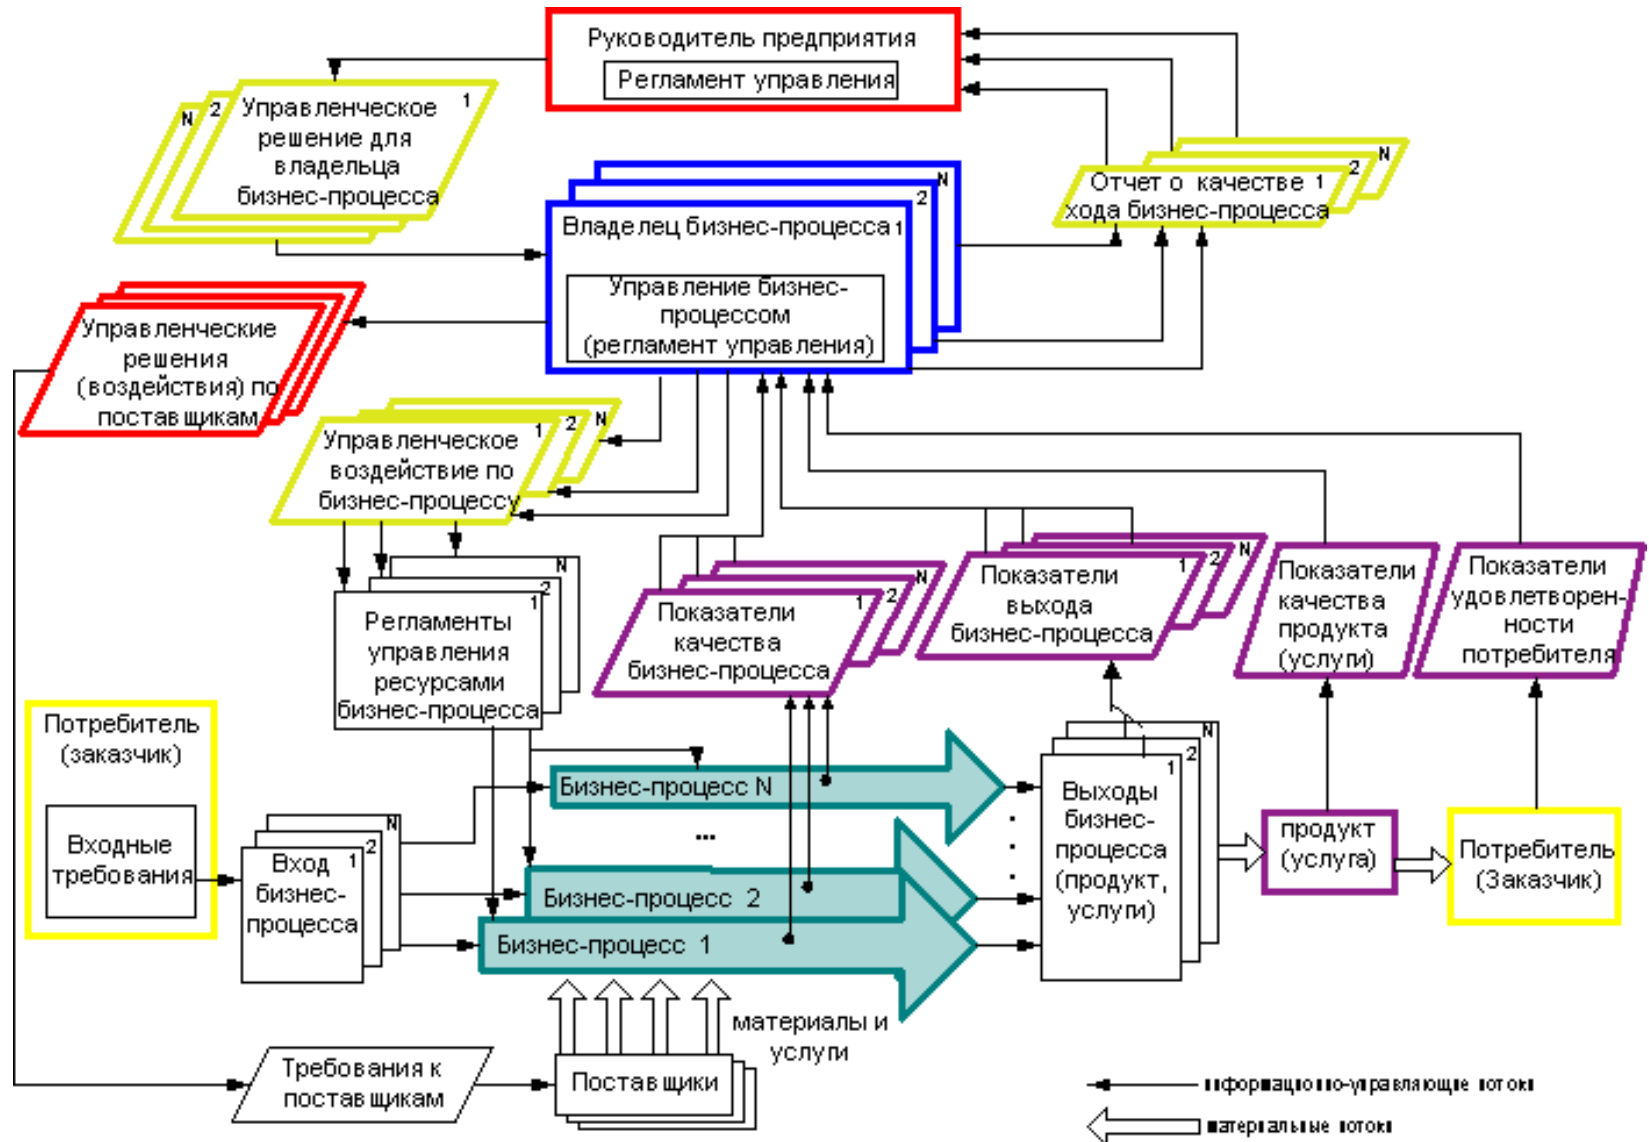 Руководитель предприятия
Регламент управления
Управленческое 1
решение для
владельца
бизнес-процесса
2
N
Отчет о качестве 1
хода бизнес-процесса
2
N
Владелец бизнес-процесса 1
2
N
Управление бизнес-
процессом
(регламент управления)
Управленческие
решения
(воздействия) по
поставщикам
Управленческое 1
воздействие по
бизнес-процессу
2
N
Регламенты 1
управления
ресурсами
бизнес-процесса
2
N
Показатели 1
качества
бизнес-процесса
2
N
Показатели 1
выхода
бизнес-процесса
2
N
Показатели
качества
продукта
(услуги)
Показатели
удовлетворен-
ности
потребителя
Потребитель
(заказчик)
Входные
требования
Вход 1
бизнес-
процесса
2
N
Бизнес-процесс N
...
Бизнес-процесс 2
Бизнес-процесс 1
Выходы 1
бизнес-
процесса
(продукт,
услуги)
2
N
продукт
(услуга)
Потребитель
(Заказчик)
материалы и
услуги
Требования к
поставщикам
Поставщики
информационно-управляющие потоки
материальные потоки